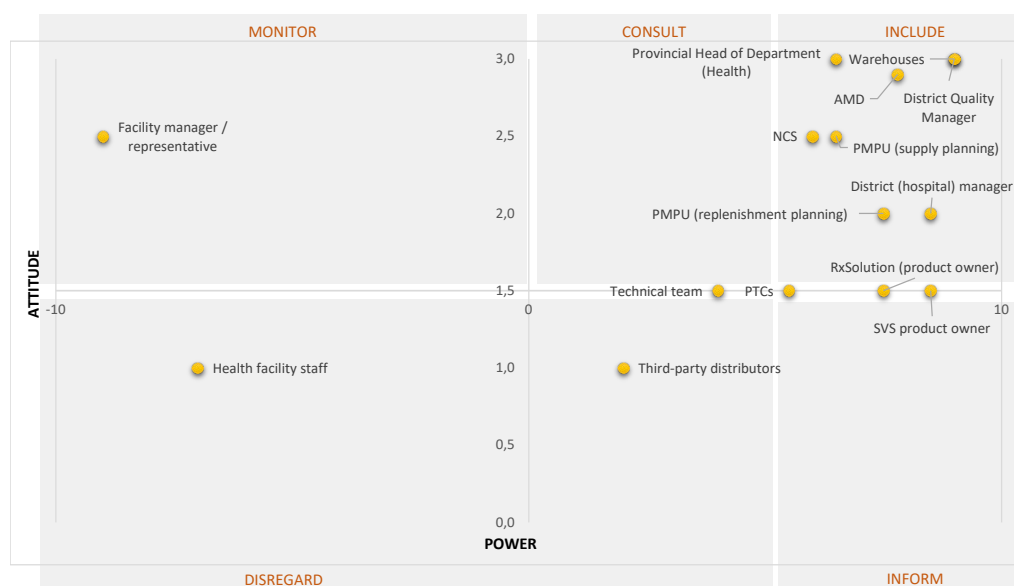 MONITOR
CONSULT
INCLUDE
3,0
Provincial Head of Department
(Health)
Warehouses
AMD
District Quality
Manager
Facility manager /
representative
2,5
NCS
PMPU (supply planning)
District (hospital) manager
2,0
PMPU (replenishment planning)
ATTITUDE
RxSolution (product owner)
1,5
Technical team
PTCs
-10
0
10
SVS product owner
Health facility staff
1,0
Third-party distributors
0,5
0,0
POWER
DISREGARD
INFORM